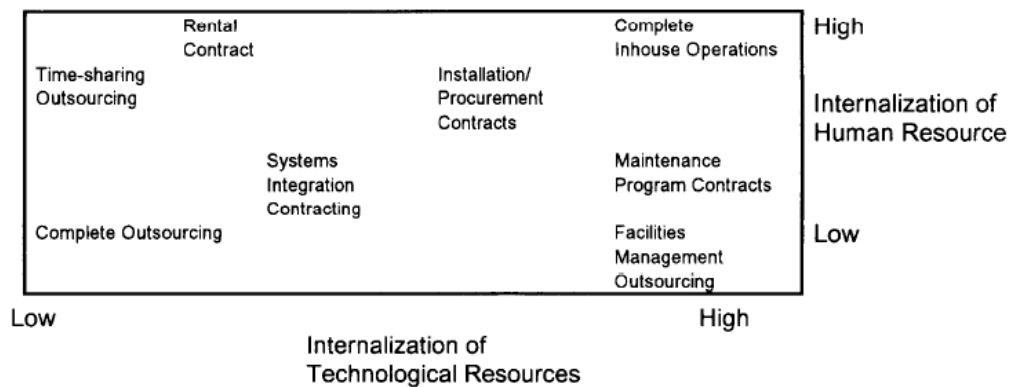 Rental
Contract
Complete
Inhouse Operations
High
Time-sharing
Outsourcing
Installation/
Procurement
Contracts
Internalization of
Human Resource
Systems
Integration
Contracting
Maintenance
Program Contracts
Complete Outsourcing
Facilities
Management
Outsourcing
Low
Low
High
Internalization of
Technological Resources